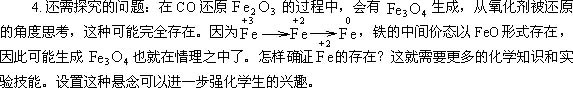 4. 还需探究的问题：在CO还原Fe₂O₃的过程中，会有Fe₃O₄生成，从氧化剂被还
的角度思考，这种可能完全存在。因为
+3 +2 0
Fe→Fe→Fe，铁的中间价态以FeO形式存在，
+2
因此可能生成Fe₃O₄也就在情理之中了。怎样确证Fe的存在？这就需要更多的化学知识和实
验技能。设置这种悬念可以进一步强化学生的兴趣。